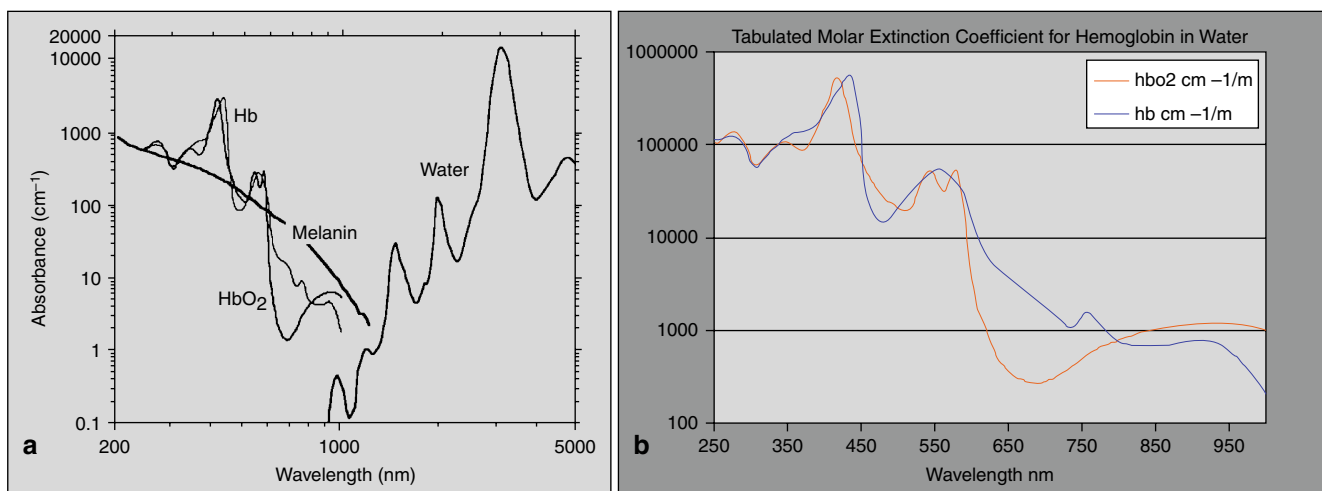 20000
10000
1000
100
10
1
0.1
Absorbance (cm⁻¹)
Hb
Water
Melanin
HbO₂
200
1000
5000
Wavelength (nm)
a
Tabulated Molar Extinction Coefficient for Hemoglobin in Water
1000000
100000
10000
1000
100
hbo2 cm –1/m
hb cm –1/m
250
350
450
550
650
750
850
950
Wavelength nm
b